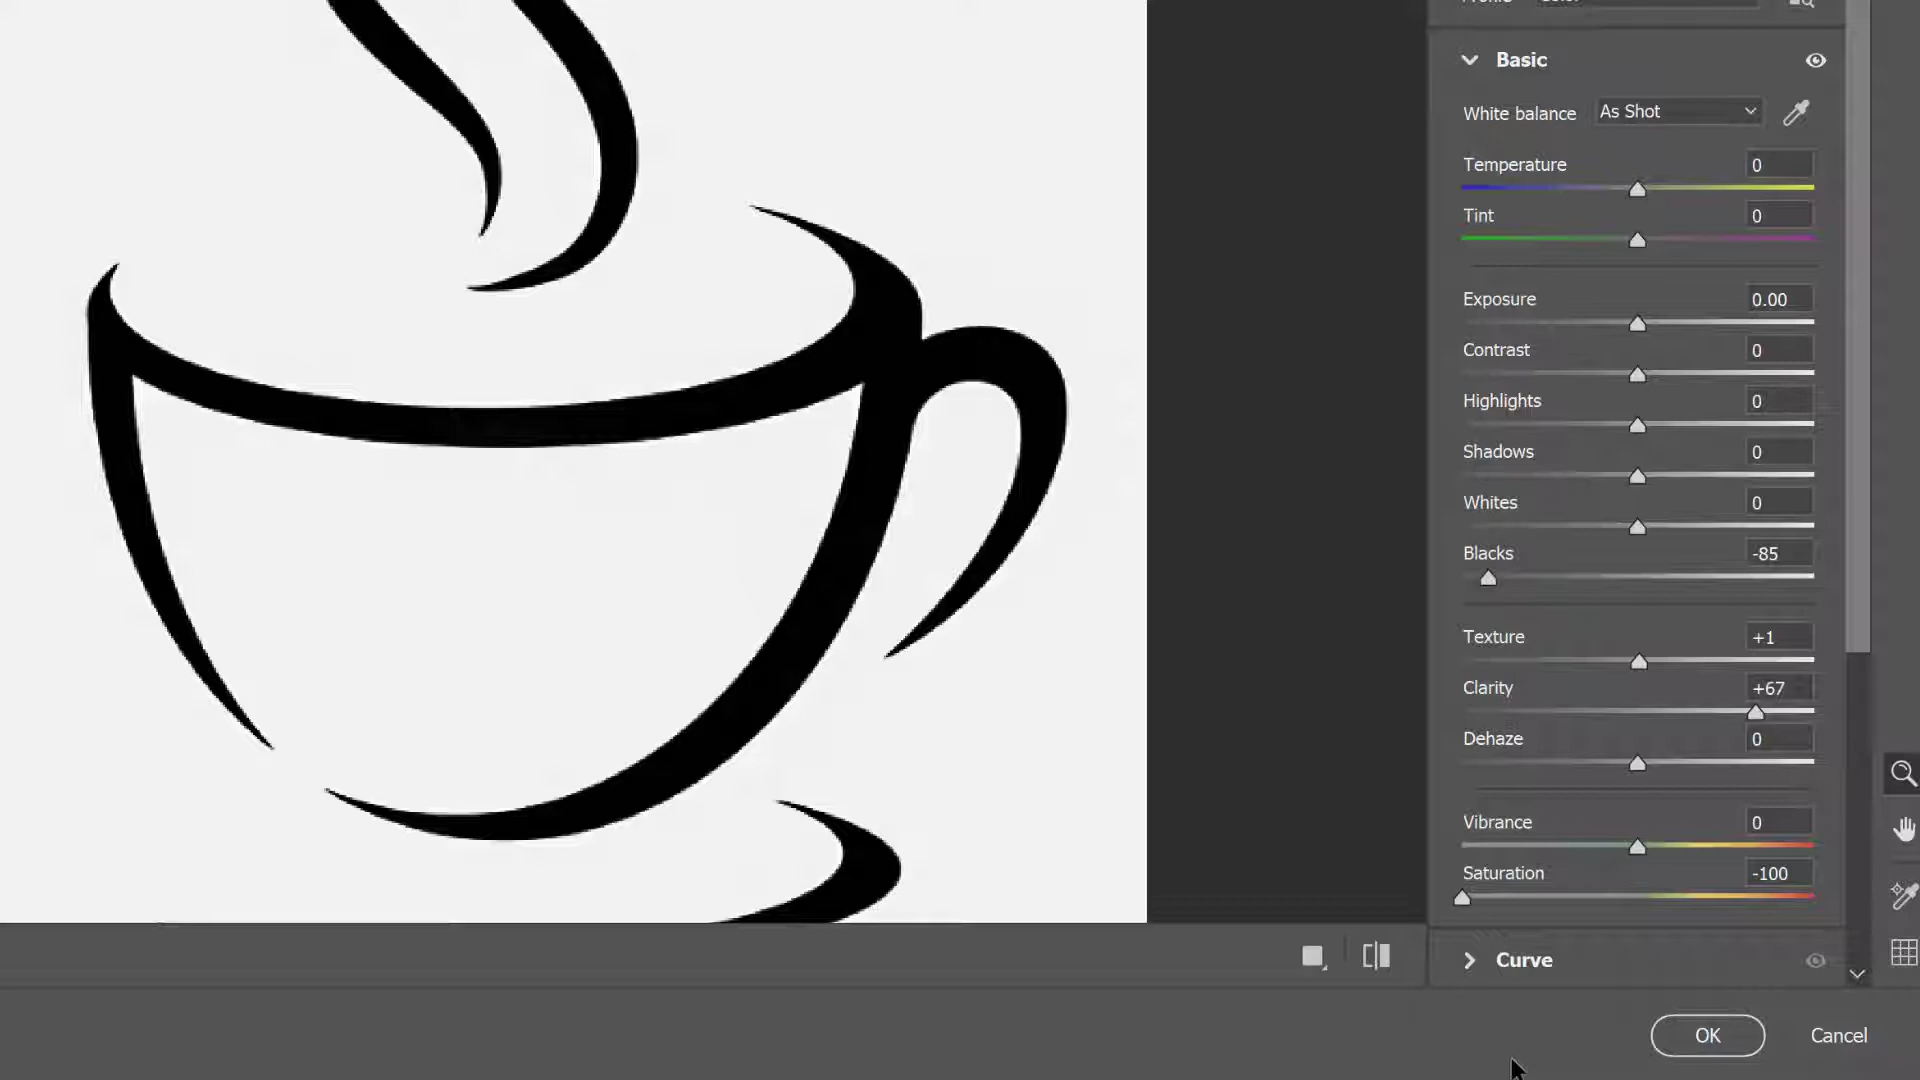 Basic
White balance As Shot
Temperature 0
Tint 0
Exposure 0.00
Contrast 0
Highlights 0
Shadows 0
Whites 0
Blacks -85
Texture +1
Clarity +67
Dehaze 0
Vibrance 0
Saturation -100
Curve
OK Cancel